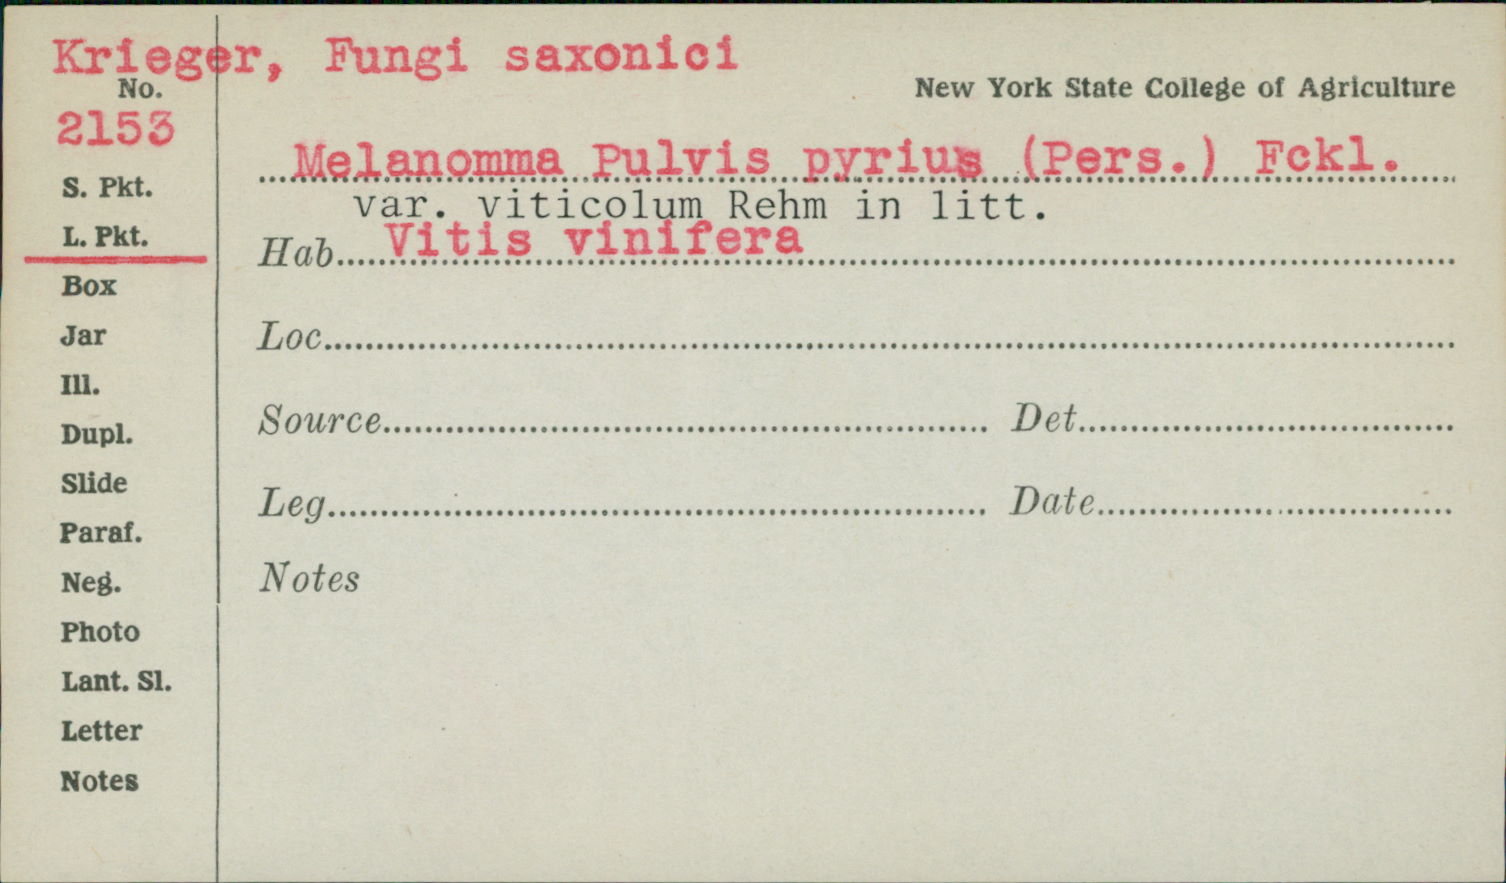 Krieger, Fungi saxonici
No.
2153
New York State College of Agriculture
Melanomma Pulvis pyrius (Pers.) Fckl.
var. viticolum Rehm in litt.
Hab. Vitis vinifera
Loc.
Source. Det.
Leg. Date.
Notes
S. Pkt.
L. Pkt.
Box
Jar
Ill.
Dupl.
Slide
Paraf.
Neg.
Photo
Lant. Sl.
Letter
Notes